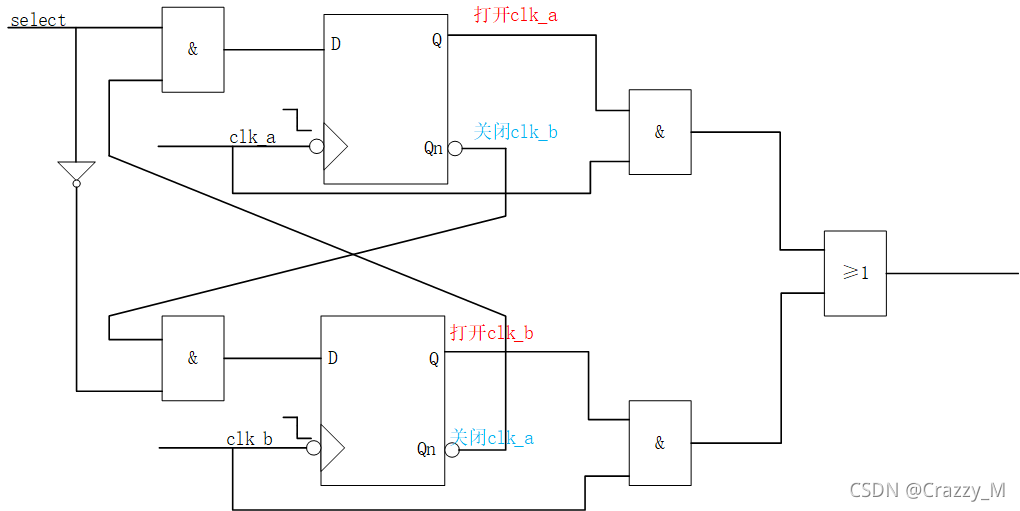 select
打开clk_a
&
D
Q
clk_a
关闭clk_b
Qn
&
≥1
打开clk_b
&
D
Q
clk_b
关闭clk_a
Qn
&
CSDN @Crazzy_M